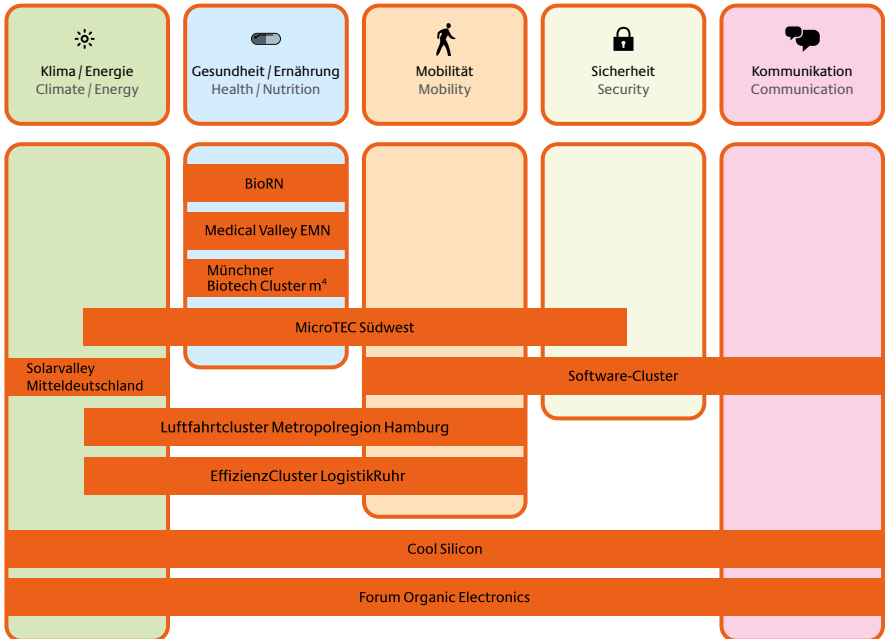 Klima / Energie
Climate / Energy
Gesundheit / Ernährung
Health / Nutrition
Mobilität
Mobility
Sicherheit
Security
Kommunikation
Communication
BioRN
Medical Valley EMN
Münchner
Biotech Cluster m⁴
MicroTEC Südwest
Solarvalley
Mitteldeutschland
Software-Cluster
Luftfahrtcluster Metropolregion Hamburg
EffizienzCluster LogistikRuhr
Cool Silicon
Forum Organic Electronics